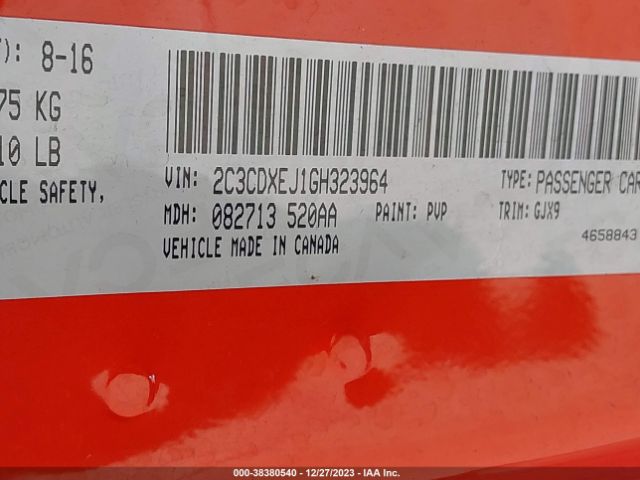 T): 8-16
75 KG
10 LB
CLE SAFETY,
VIN: 2C3CDXEJ1GH323964 TYPE: PASSENGER CAR
MDH: 082713 520AA PAINT: PVP TRIM: GJX9
VEHICLE MADE IN CANADA 4658843
000-38380540 - 12/27/2023 - IAA Inc.